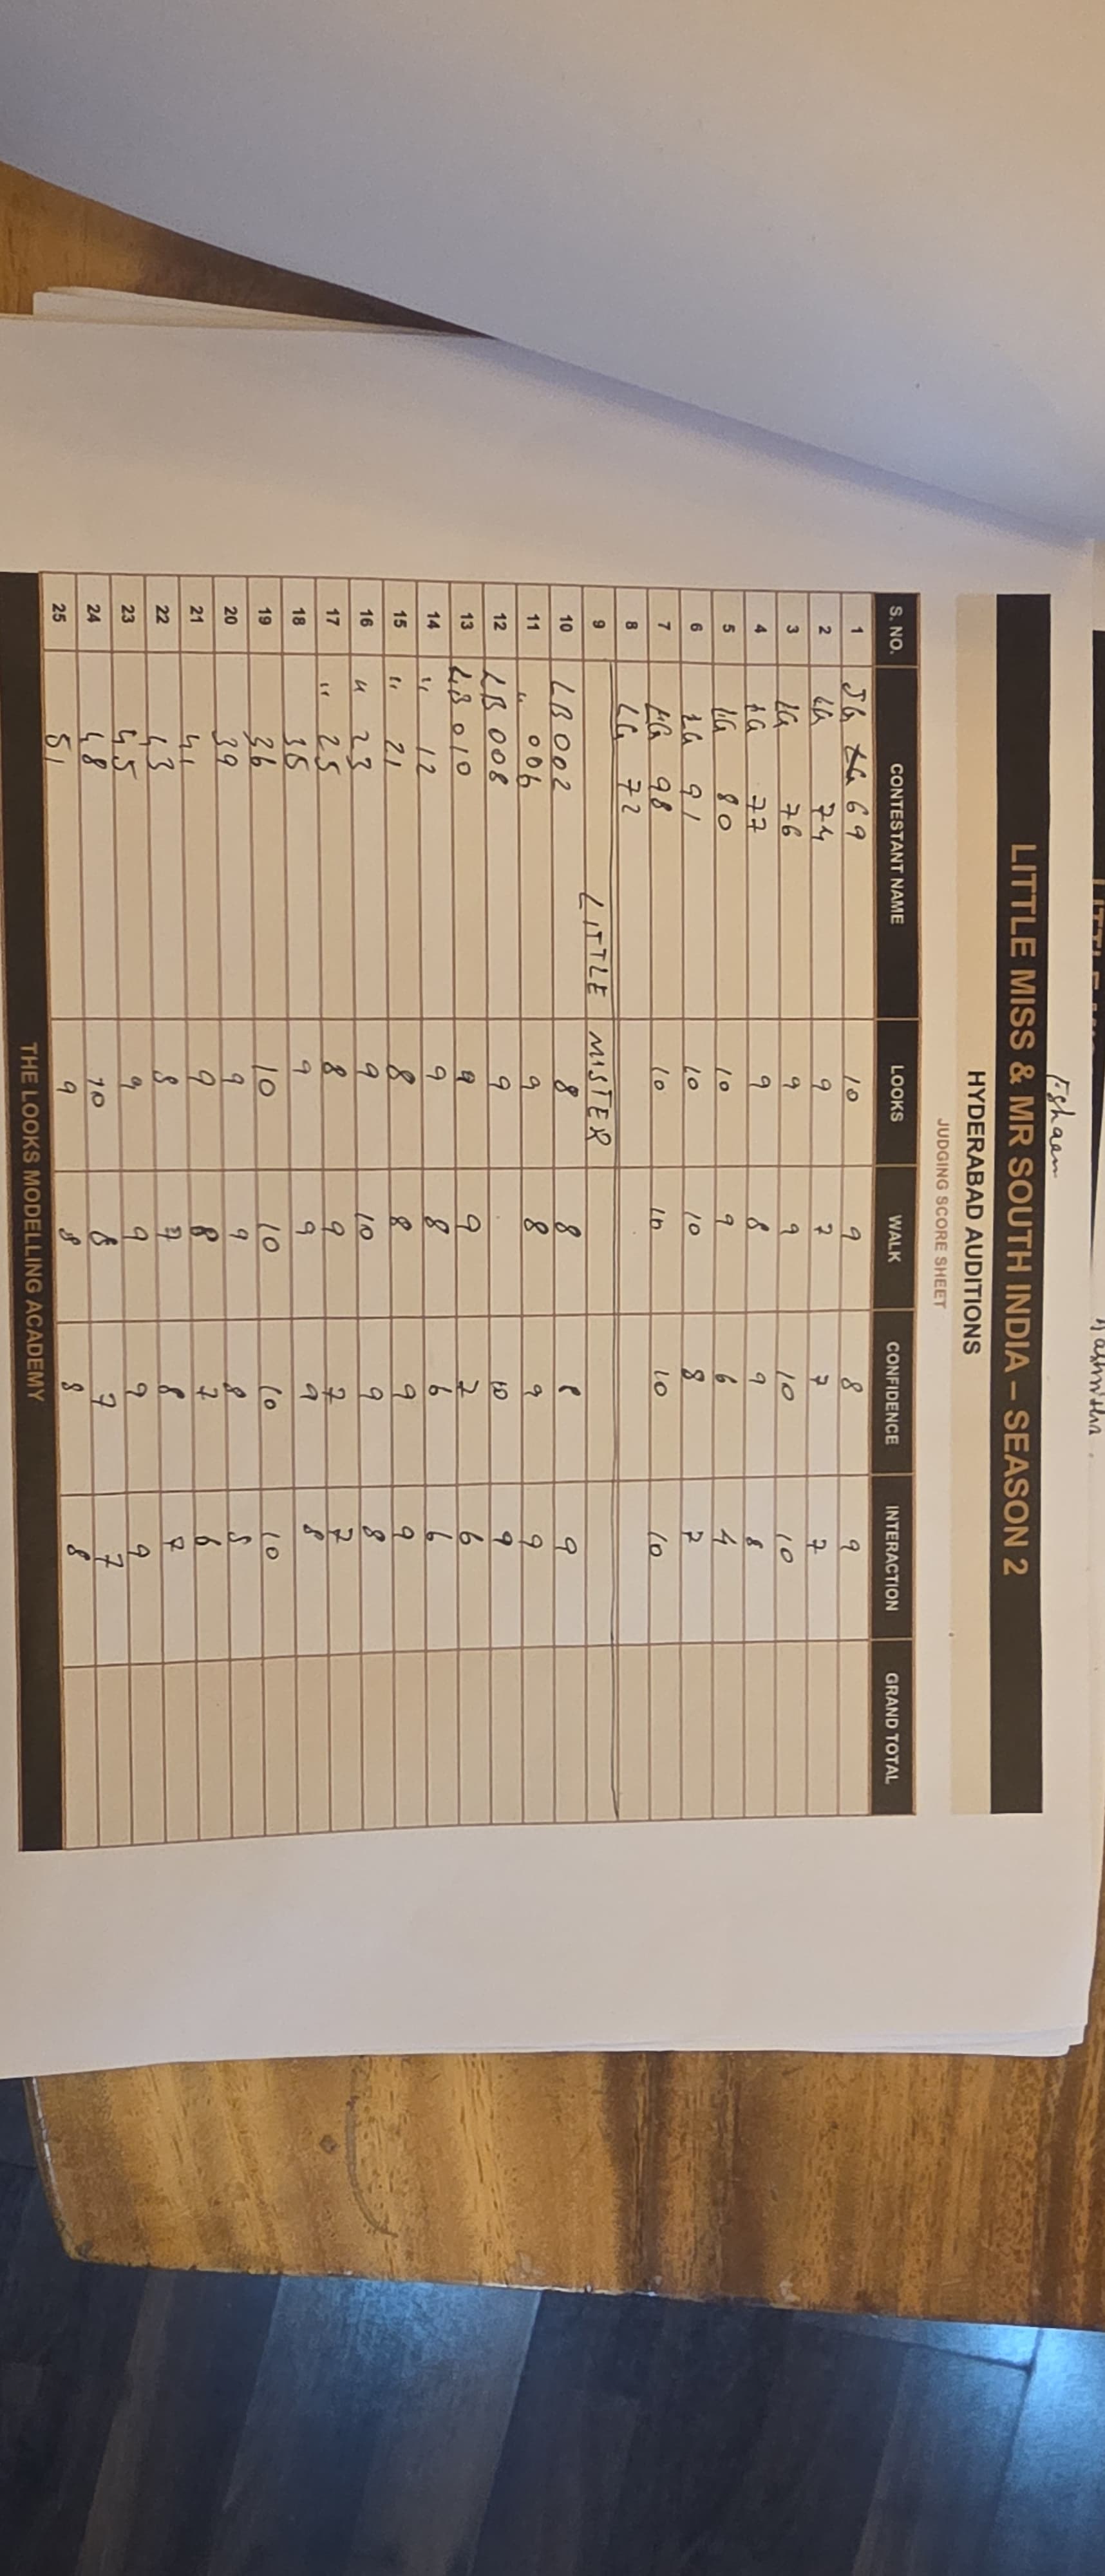 Eshaan
LITTLE MISS & MR SOUTH INDIA – SEASON 2
HYDERABAD AUDITIONS
JUDGING SCORE SHEET
S. NO. CONTESTANT NAME LOOKS WALK CONFIDENCE INTERACTION GRAND TOTAL
1 JG 69 10 9 8 9
2 LG 74 9 7 7 7
3 LG 76 9 9 10 10
4 LG 77 9 8 9 8
5 LG 80 10 9 6 4
6 LG 91 10 10 8 7
7 LG 98 10 10 10 10
8 LG 72
9 LITTLE MISTER
10 LB 002 8 8 8 9
11 " 006 9 8 9 9
12 LB 008 9 10 9
13 LB 010 9 9 7 6
14 " 12 9 8 6 6
15 " 21 8 8 9 9
16 " 23 9 10 9 8
17 " 25 8 9 7 7
18 35 9 9 9 8
19 36 10 10 10 10
20 39 9 9 8
21 41 9 8 7 6
22 43 8 7 8 7
23 45 9 9 9 9
24 48 10 8 7 7
25 51 9 8 8 8
THE LOOKS MODELLING ACADEMY